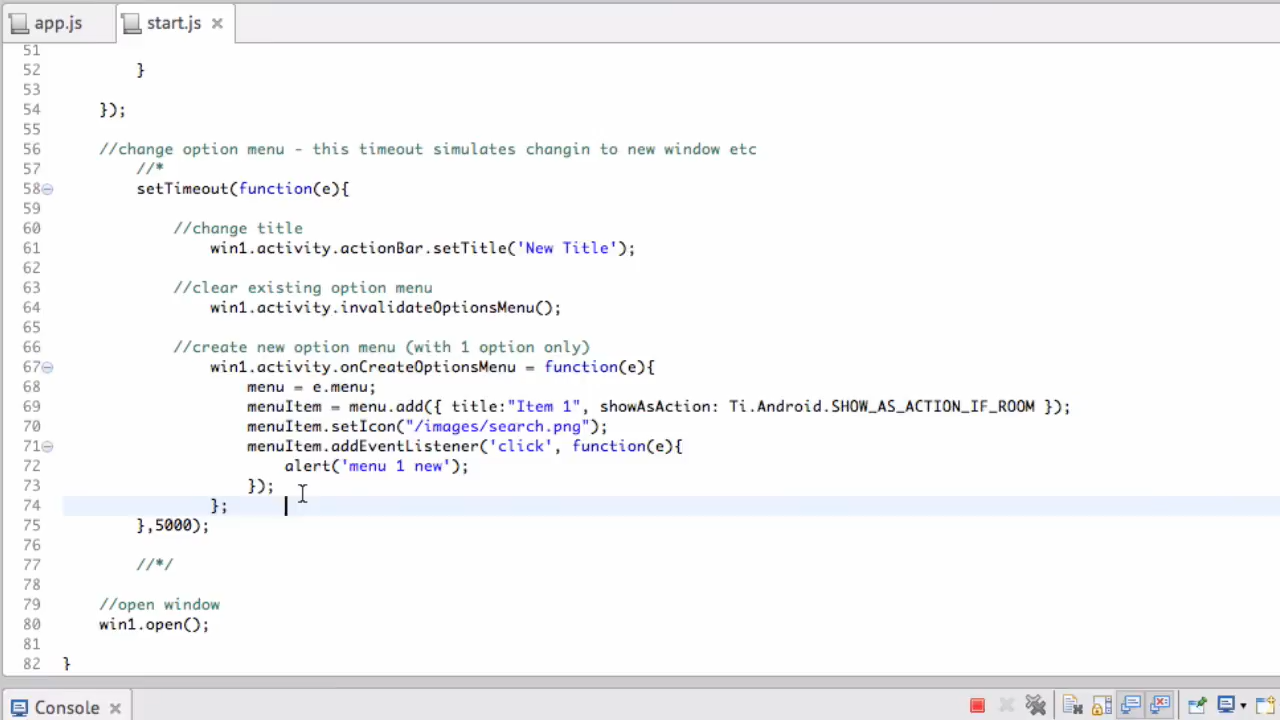 app.js start.js
51
52 }
53
54 });
55
56 //change option menu - this timeout simulates changin to new window etc
57 //*
58 setTimeout(function(e){
59
60 //change title
61 win1.activity.actionBar.setTitle('New Title');
62
63 //clear existing option menu
64 win1.activity.invalidateOptionsMenu();
65
66 //create new option menu (with 1 option only)
67 win1.activity.onCreateOptionsMenu = function(e){
68 menu = e.menu;
69 menuItem = menu.add({ title:"Item 1", showAsAction: Ti.Android.SHOW_AS_ACTION_IF_ROOM });
70 menuItem.setIcon("/images/search.png");
71 menuItem.addEventListener('click', function(e){
72 alert('menu 1 new');
73 });
74 };
75 },5000);
76
77 //*/
78
79 //open window
80 win1.open();
81
82 }
Console